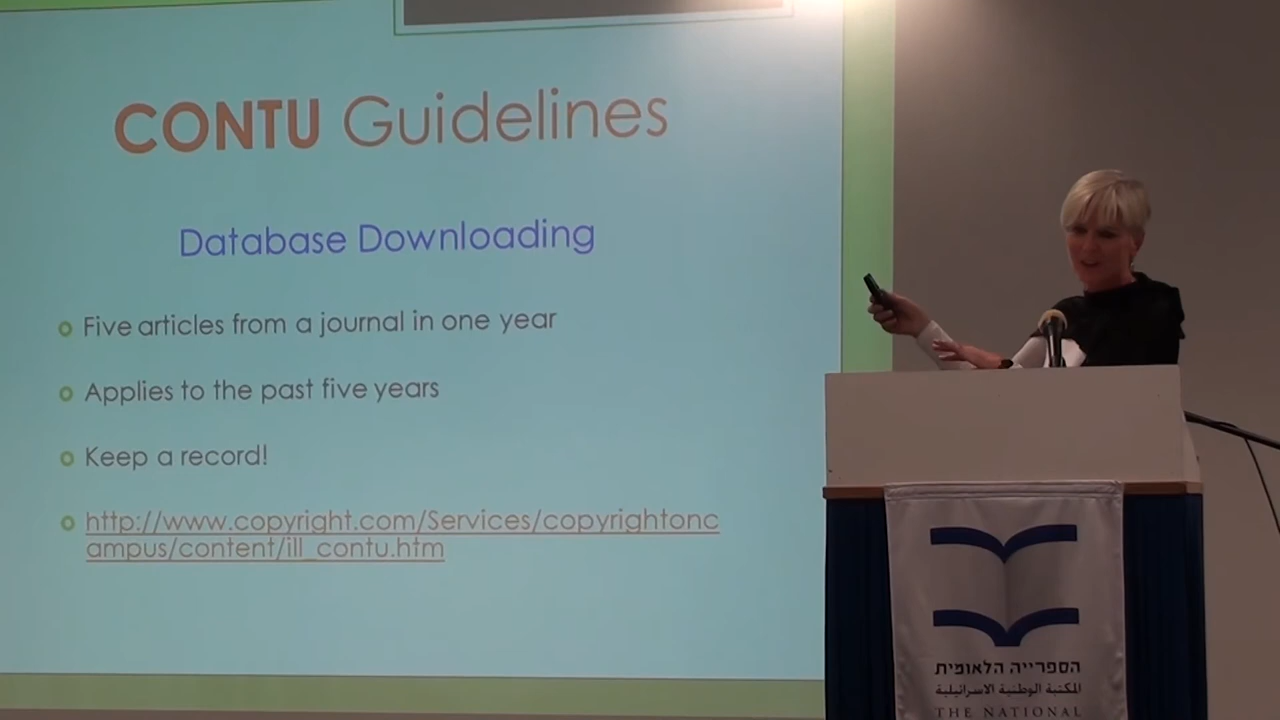 CONTU Guidelines
Database Downloading
Five articles from a journal in one year
Applies to the past five years
Keep a record!
http://www.copyright.com/Services/copyrightonc
ampus/content/ill_contu.htm
הספרייה הלאומית
المكتبة الوطنية الاسرائيلية
THE NATIONAL